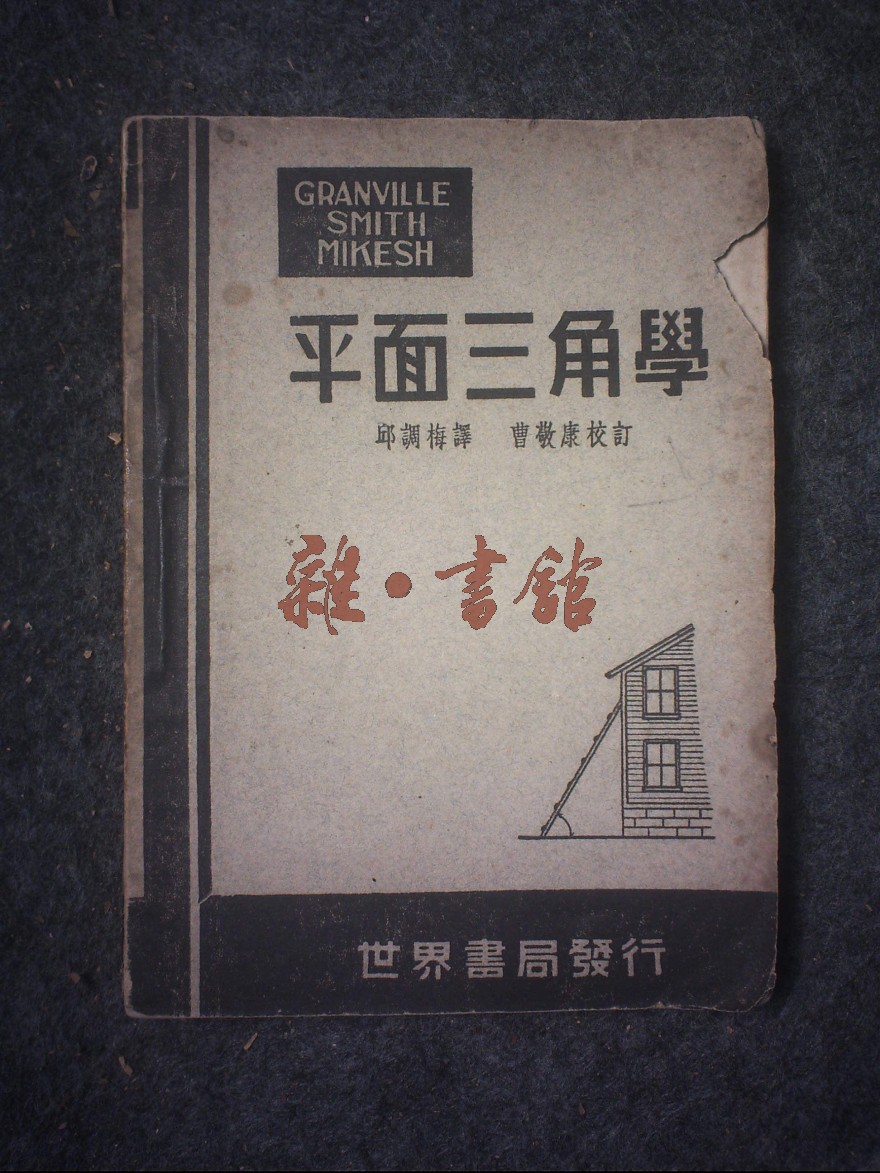 GRANVILLE
SMITH
MIKESH
平面三角學
邱調梅譯 曹敬康校訂
雜·書館
世界書局發行